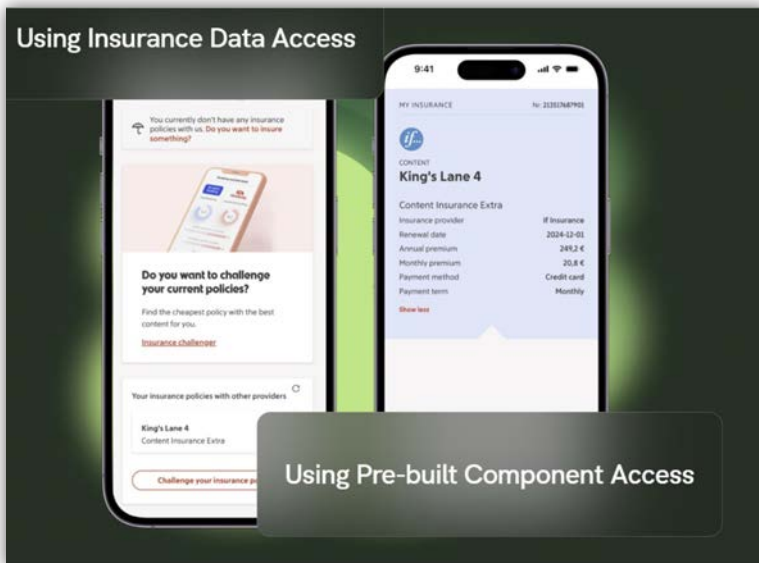 Using Insurance Data Access
You currently don't have any insurance
policies with us. Do you want to insure
something?
Do you want to challenge
your current policies?
Find the cheapest policy with the best
content for you.
Insurance challenger
Your insurance policies with other providers
King's Lane 4
Content Insurance Extra
Challenge your insurance
9:41
MY INSURANCE
Nr: 213517687901
if...
CONTENT
King's Lane 4
Content Insurance Extra
Insurance provider If Insurance
Renewal date 2024-12-01
Annual premium 249,2 €
Monthly premium 20,8 €
Payment method Credit card
Payment term Monthly
Show less
Using Pre-built Component Access